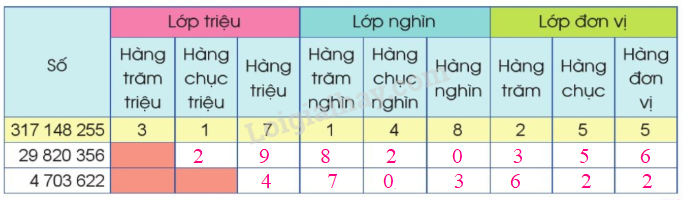 Số Lớp triệu Lớp nghìn Lớp đơn vị
Hàng trăm triệu Hàng chục triệu Hàng triệu Hàng trăm nghìn Hàng chục nghìn Hàng nghìn Hàng trăm Hàng chục Hàng đơn vị
317 148 255 3 1 7 1 4 8 2 5 5
29 820 356 2 9 8 2 0 3 5 6
4 703 622 4 7 0 3 6 2 2
Loigiaihay.com